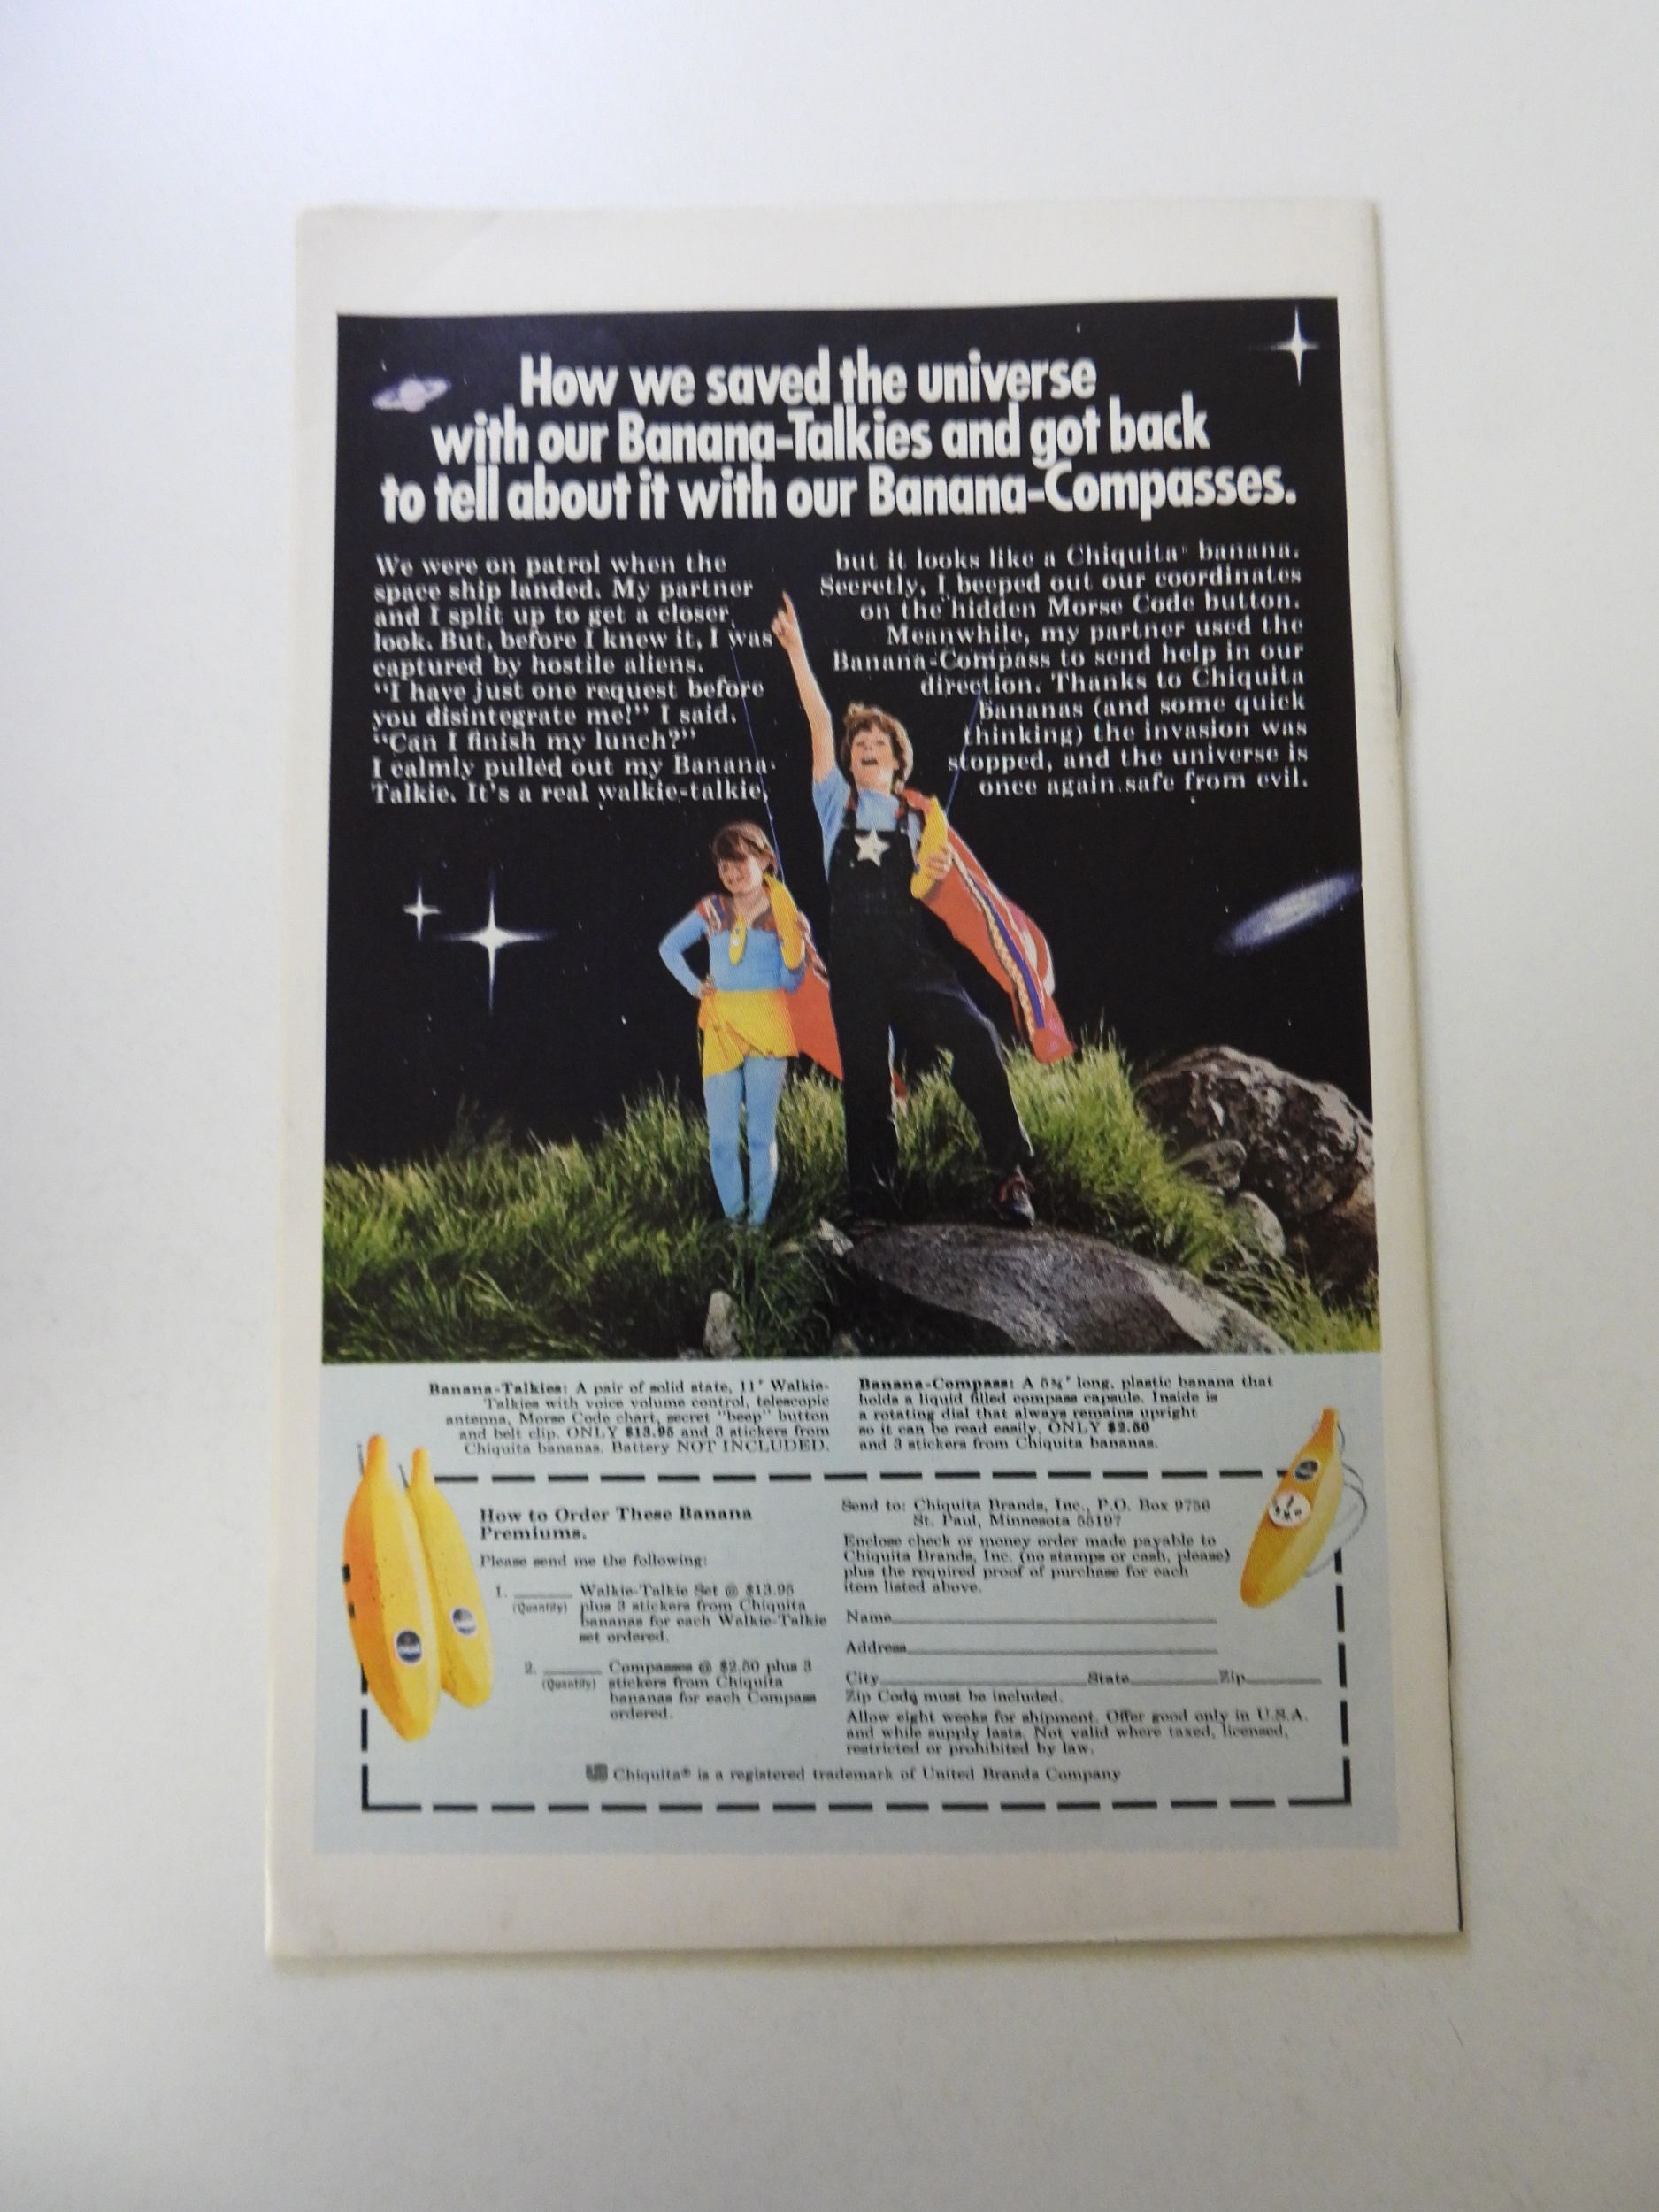 How we saved the universe
with our Banana-Talkies and got back
to tell about it with our Banana-Compasses.
We were on patrol when the
space ship landed. My partner
and I split up to get a closer
look. But, before I knew it, I was
captured by hostile aliens.
"I have just one request before
you disintegrate me!" I said.
"Can I finish my lunch?"
I calmly pulled out my Banana-
Talkie. It's a real walkie-talkie,
but it looks like a Chiquita® banana.
Secretly, I beeped out our coordinates
on the hidden Morse Code button.
Meanwhile, my partner used the
Banana-Compass to send help in our
direction. Thanks to Chiquita
bananas (and some quick
thinking) the invasion was
stopped, and the universe is
once again safe from evil.
Banana-Talkies: A pair of solid state, 11" Walkie-
Talkies with voice volume control, telescopic
antenna, Morse Code chart, secret "beep" button
and belt clip. ONLY $13.95 and 3 stickers from
Chiquita bananas. Battery NOT INCLUDED.
Banana-Compass: A 5¾" long, plastic banana that
holds a liquid filled compass capsule. Inside is
a rotating dial that always remains upright
so it can be read easily. ONLY $2.50
and 3 stickers from Chiquita bananas.
How to Order These Banana
Premiums.
Please send me the following:
1. ______ Walkie-Talkie Set @ $13.95
(Quantity) plus 3 stickers from Chiquita
bananas for each Walkie-Talkie
set ordered.
2. ______ Compasses @ $2.50 plus 3
(Quantity) stickers from Chiquita
bananas for each Compass
ordered.
Send to: Chiquita Brands, Inc., P.O. Box 9756
St. Paul, Minnesota 55197
Enclose check or money order made payable to
Chiquita Brands, Inc. (no stamps or cash, please)
plus the required proof of purchase for each
item listed above.
Name
Address
City State Zip
Zip Code must be included.
Allow eight weeks for shipment. Offer good only in U.S.A.
and while supply lasts. Not valid where taxed, licensed,
restricted or prohibited by law.
Chiquita® is a registered trademark of United Brands Company